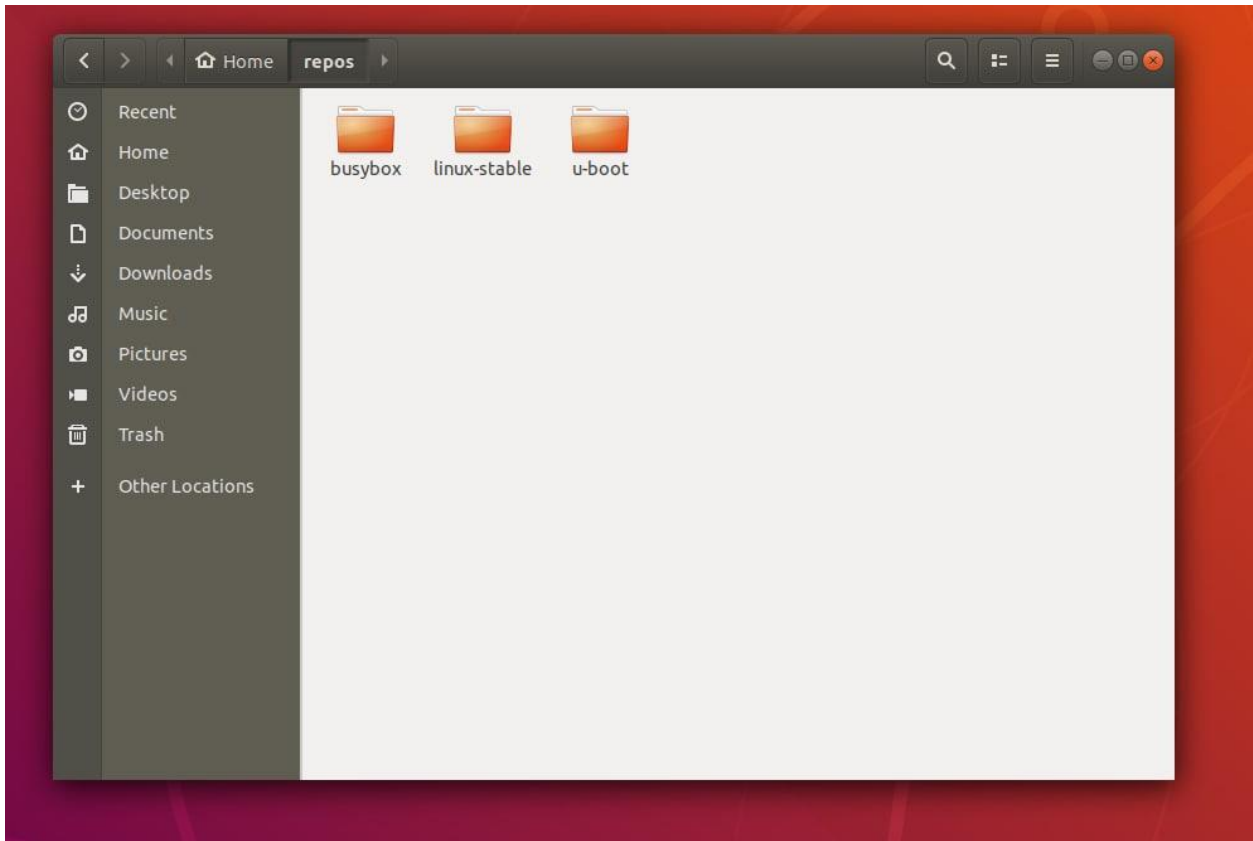 Home repos
Recent
Home
Desktop
Documents
Downloads
Music
Pictures
Videos
Trash
Other Locations
busybox linux-stable u-boot